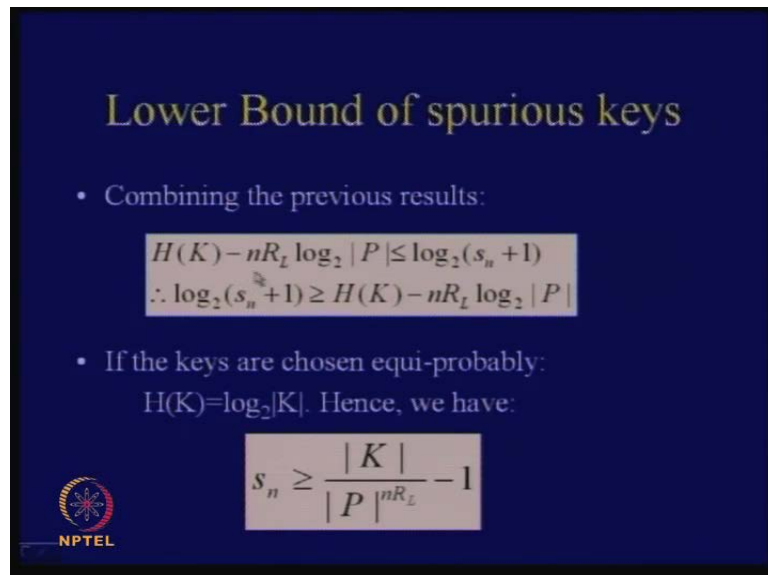 Lower Bound of spurious keys
• Combining the previous results:
H(K) − nR_L log₂ | P |≤ log₂(s_n +1)
∴ log₂(s_n +1) ≥ H(K) − nR_L log₂ | P |
• If the keys are chosen equi-probably:
H(K)=log₂|K|. Hence, we have:
s_n ≥ | K | / | P |^{nR_L} − 1
NPTEL